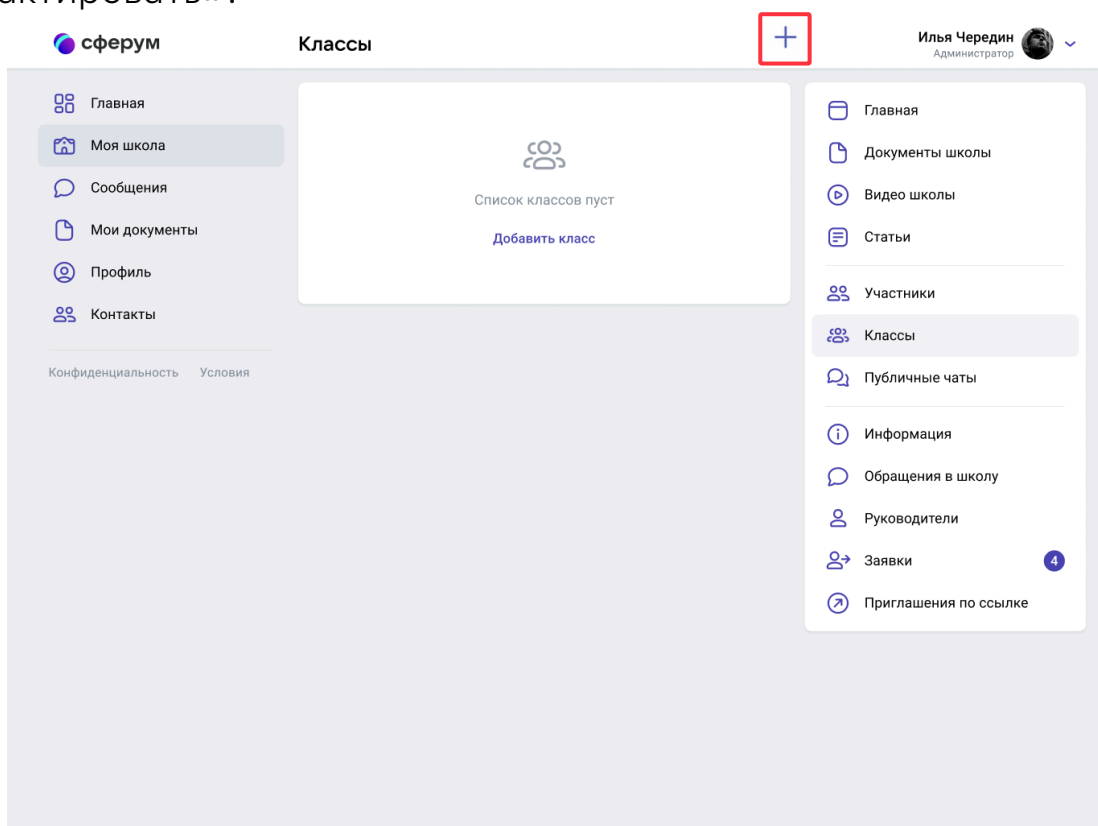 сферум
Классы
Илья Чередин
Администратор
Главная
Моя школа
Сообщения
Мои документы
Профиль
Контакты
Конфиденциальность Условия
Список классов пуст
Добавить класс
Главная
Документы школы
Видео школы
Статьи
Участники
Классы
Публичные чаты
Информация
Обращения в школу
Руководители
Заявки 4
Приглашения по ссылке